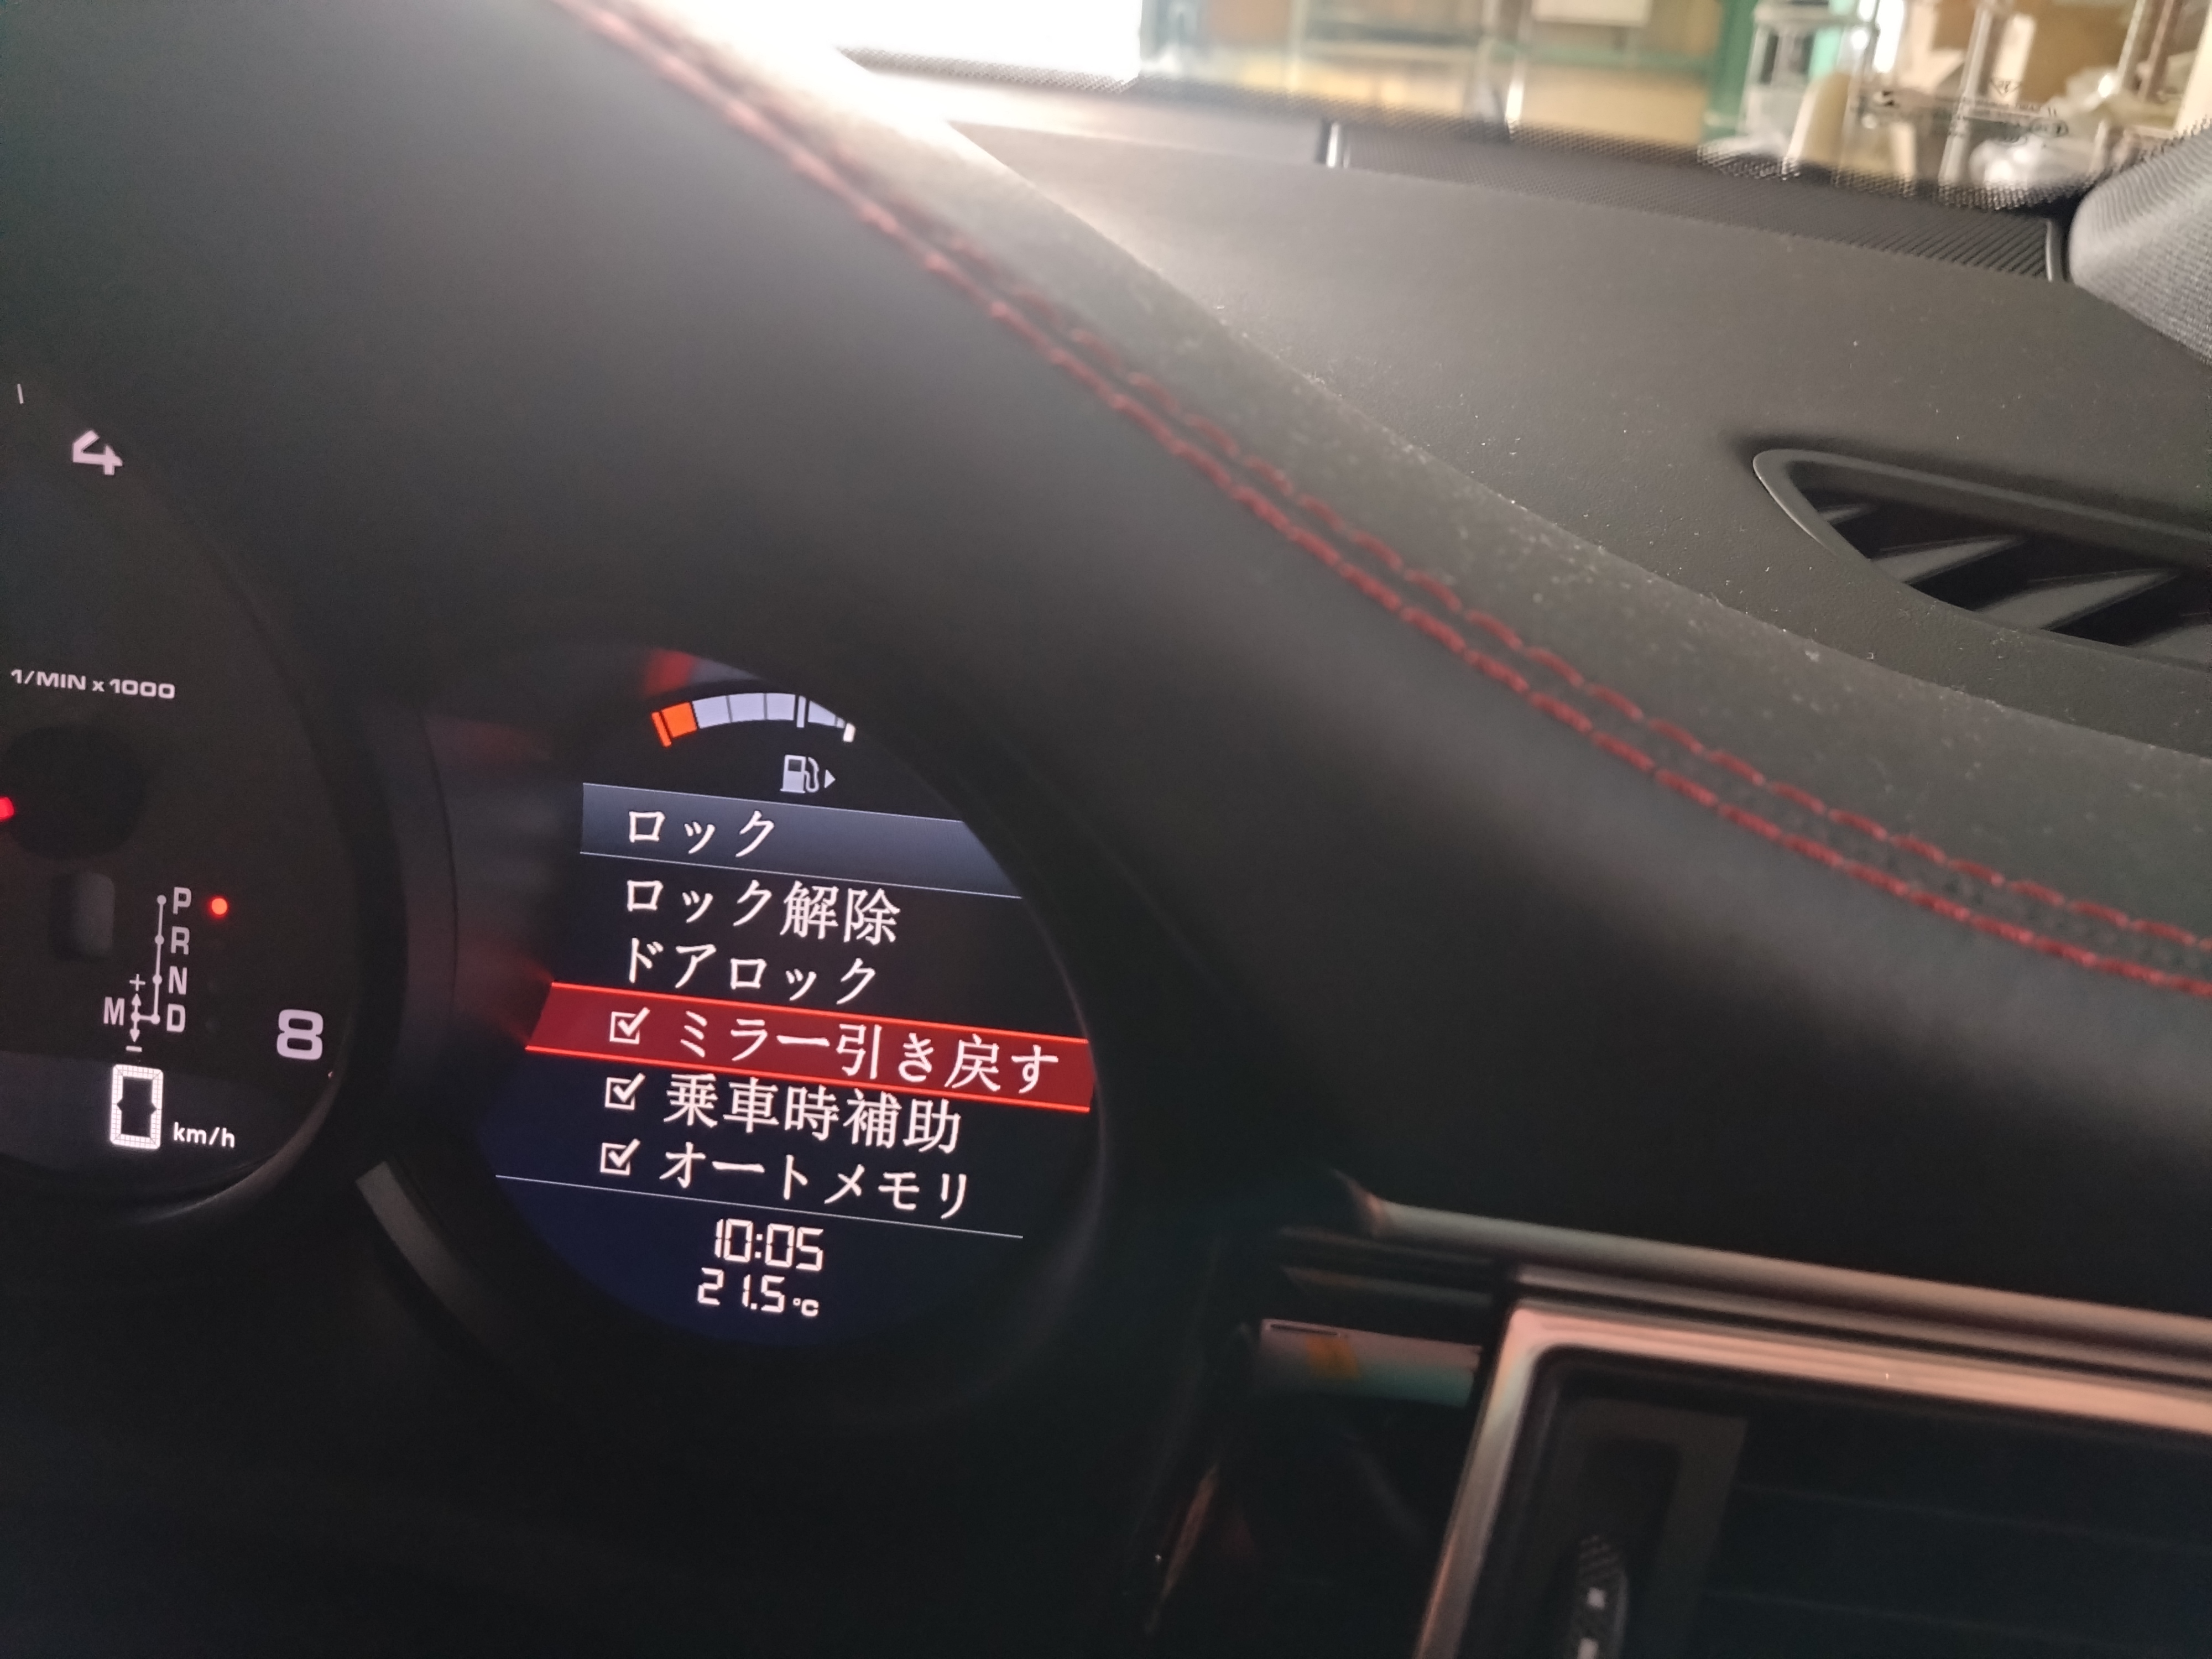 4
1/MIN x 1000
P
R
N
M
D
+
−
8
0 km/h
ロック
ロック解除
ドアロック
ミラー引き戻す
乗車時補助
オートメモリ
10:05
21.5 °C